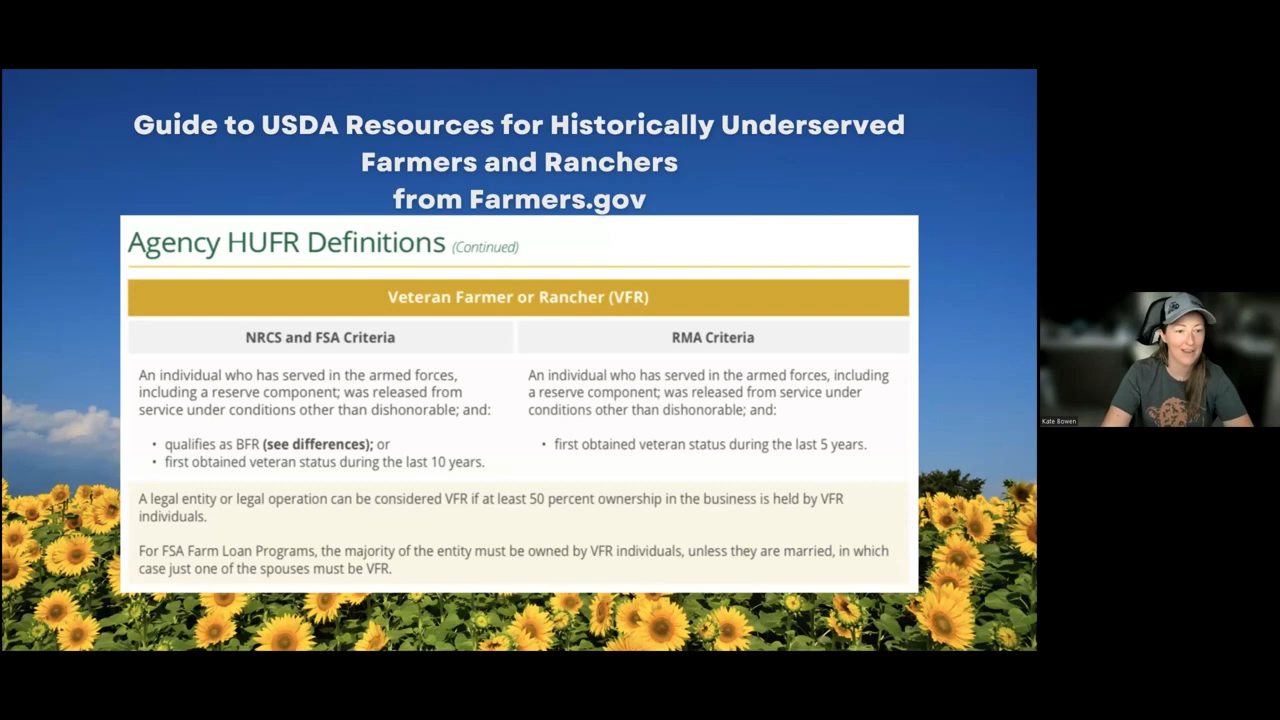 Guide to USDA Resources for Historically Underserved
Farmers and Ranchers
from Farmers.gov
Agency HUFR Definitions (Continued)
Veteran Farmer or Rancher (VFR)
NRCS and FSA Criteria
An individual who has served in the armed forces,
including a reserve component; was released from
service under conditions other than dishonorable; and:
• qualifies as BFR (see differences); or
• first obtained veteran status during the last 10 years.
RMA Criteria
An individual who has served in the armed forces, including
a reserve component; was released from service under
conditions other than dishonorable; and:
• first obtained veteran status during the last 5 years.
A legal entity or legal operation can be considered VFR if at least 50 percent ownership in the business is held by VFR
individuals.
For FSA Farm Loan Programs, the majority of the entity must be owned by VFR individuals, unless they are married, in which
case just one of the spouses must be VFR.
Kate Bowen